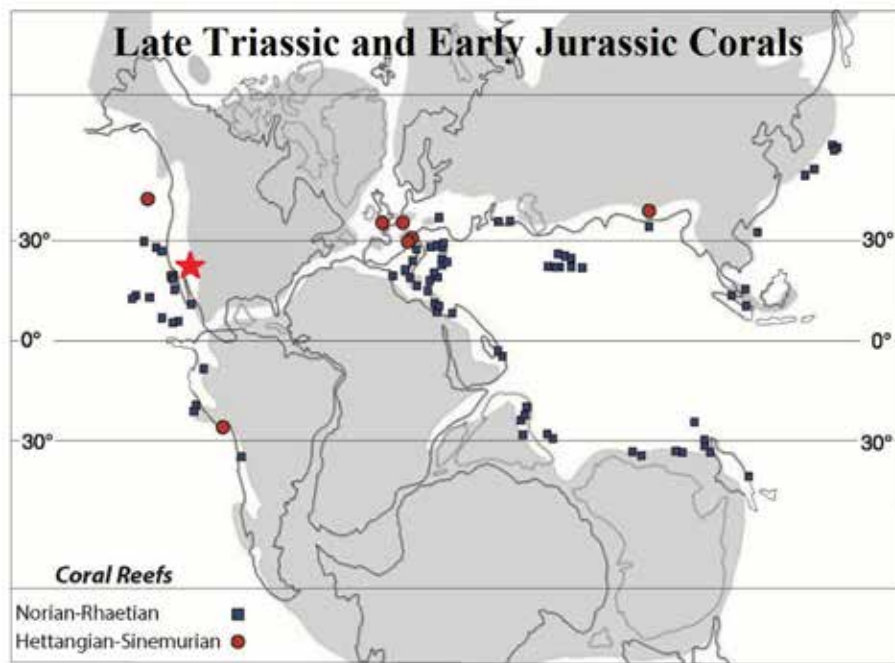 Late Triassic and Early Jurassic Corals
30° 30°
0° 0°
30° 30°
Coral Reefs
Norian-Rhaetian
Hettangian-Sinemurian